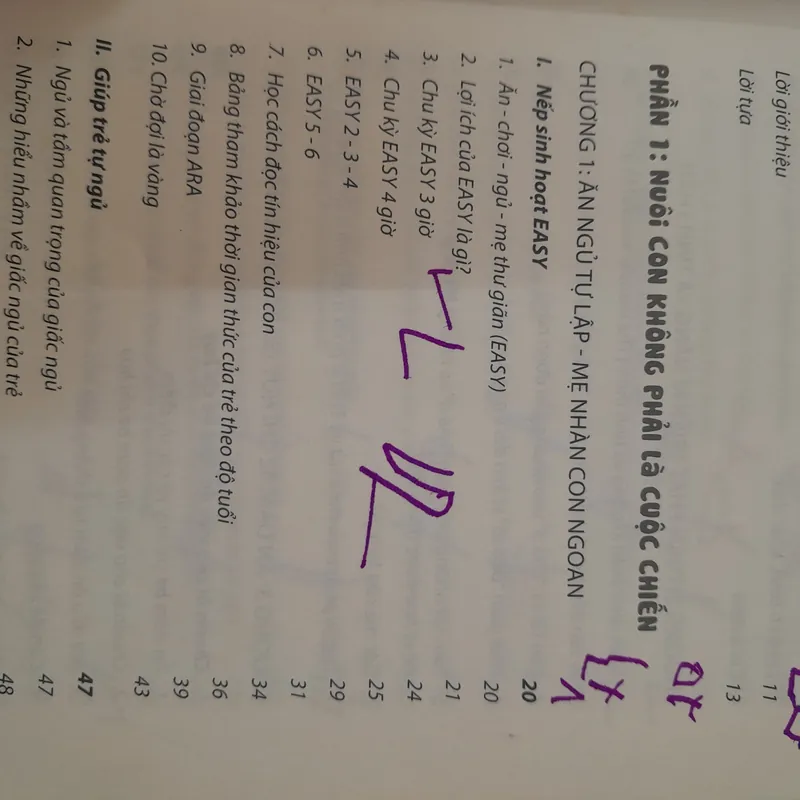 Lời giới thiệu 11
Lời tựa 13
PHẦN 1: NUÔI CON KHÔNG PHẢI LÀ CUỘC CHIẾN
CHƯƠNG 1: ĂN NGỦ TỰ LẬP - MẸ NHÀN CON NGOAN
I. Nếp sinh hoạt EASY 20
1. Ăn - chơi - ngủ - mẹ thư giãn (EASY) 20
2. Lợi ích của EASY là gì? 21
3. Chu kỳ EASY 3 giờ 24
4. Chu kỳ EASY 4 giờ 25
5. EASY 2 - 3 - 4 29
6. EASY 5 - 6 31
7. Học cách đọc tín hiệu của con 34
8. Bảng tham khảo thời gian thức của trẻ theo độ tuổi 36
9. Giai đoạn ARA 39
10. Chờ đợi là vàng 43
II. Giúp trẻ tự ngủ 47
1. Ngủ và tầm quan trọng của giấc ngủ 47
2. Những hiểu nhầm về giấc ngủ của trẻ 48